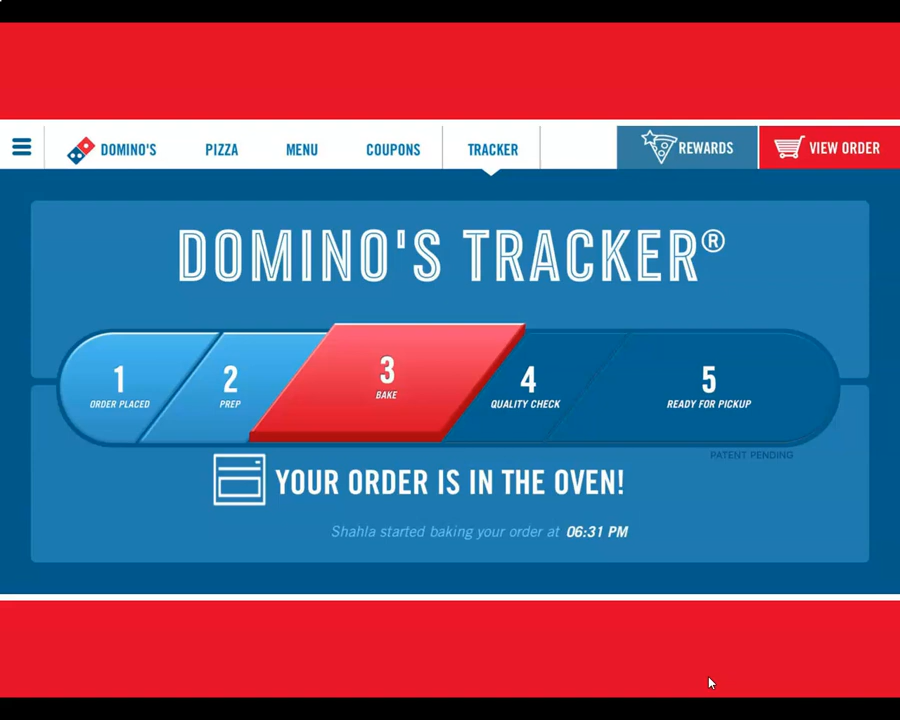 DOMINO'S PIZZA MENU COUPONS TRACKER REWARDS VIEW ORDER
DOMINO'S TRACKER®
1 2 3 4 5
ORDER PLACED PREP BAKE QUALITY CHECK READY FOR PICKUP
PATENT PENDING
YOUR ORDER IS IN THE OVEN!
Shahla started baking your order at 06:31 PM